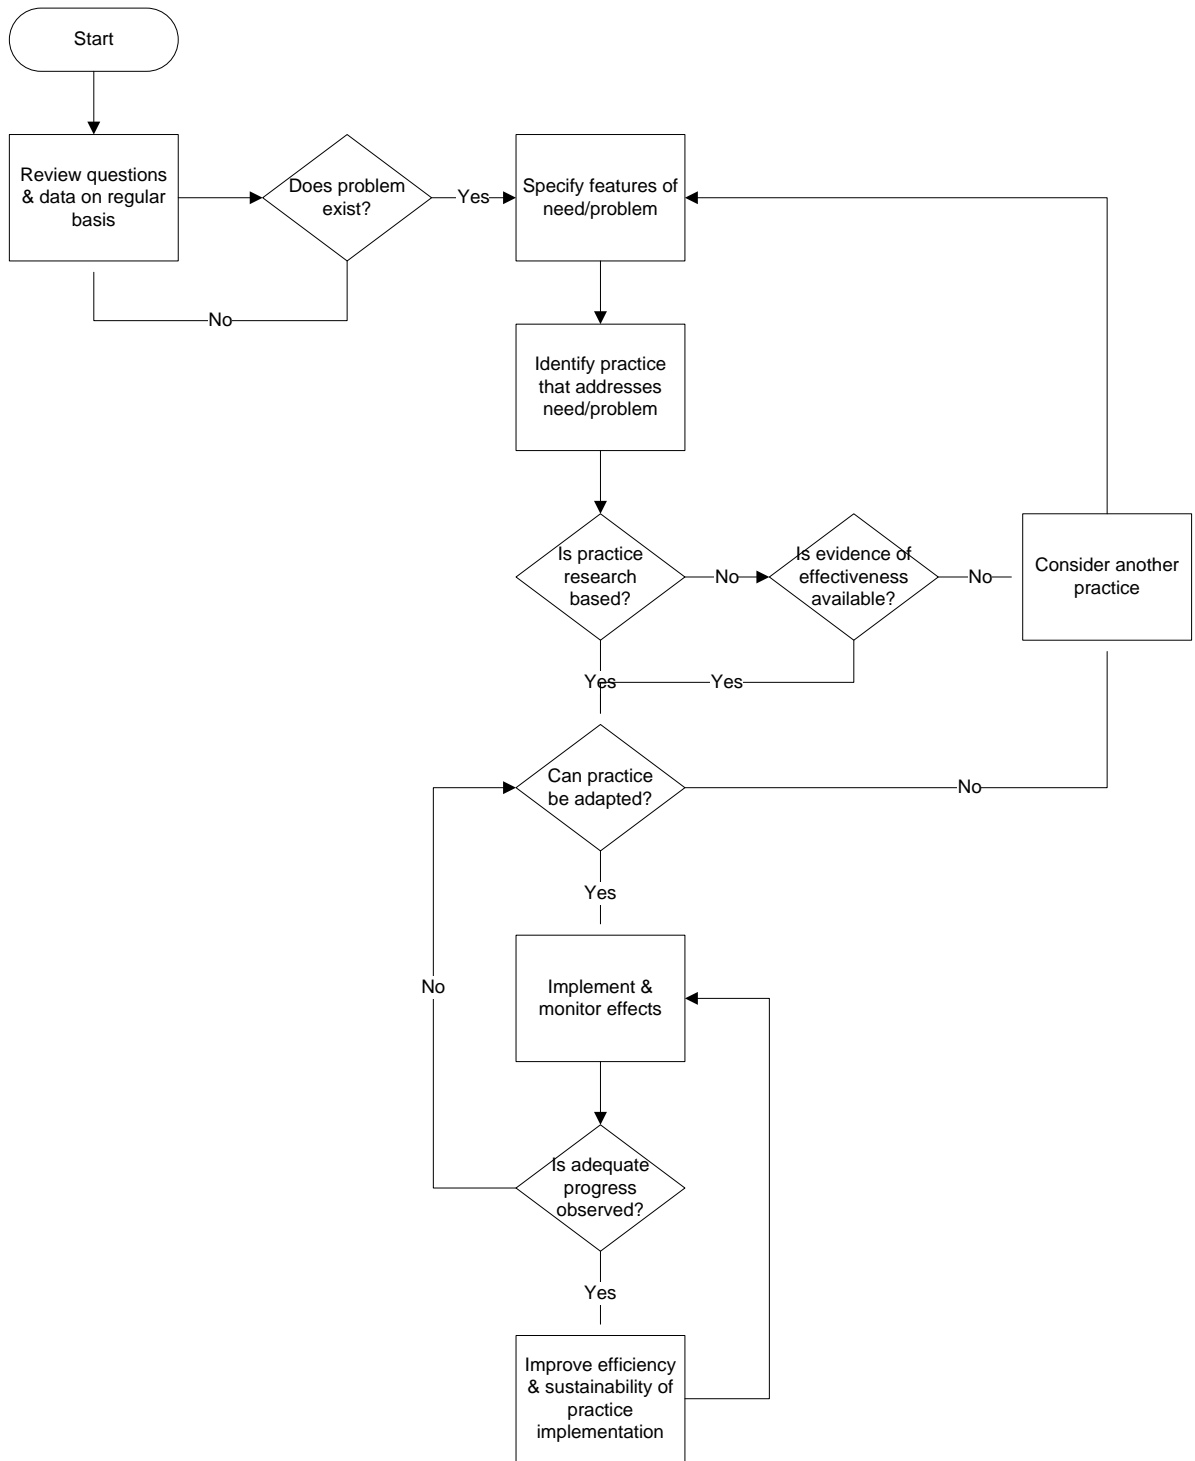 Start
Review questions
& data on regular
basis
Does problem
exist?
Yes
Specify features of
need/problem
No
Identify practice
that addresses
need/problem
Is practice
research
based?
No
Is evidence of
effectiveness
available?
No
Consider another
practice
Yes
Yes
Can practice
be adapted?
No
Yes
No
Implement &
monitor effects
Is adequate
progress
observed?
Yes
Improve efficiency
& sustainability of
practice
implementation